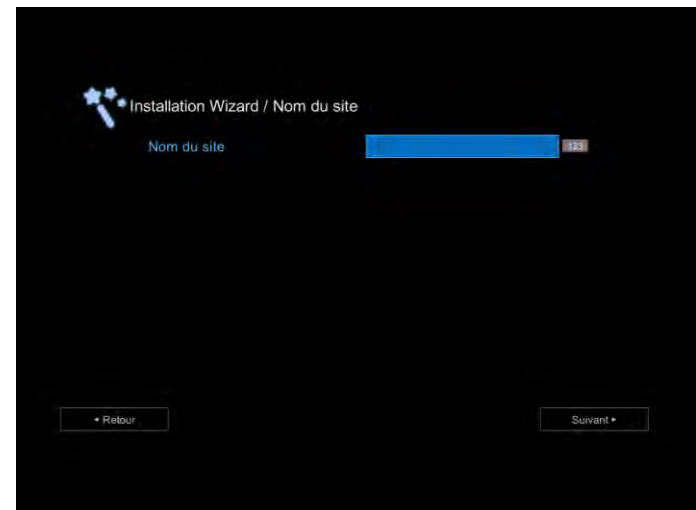 Installation Wizard / Nom du site
Nom du site
123
◂ Retour
Suivant ▸